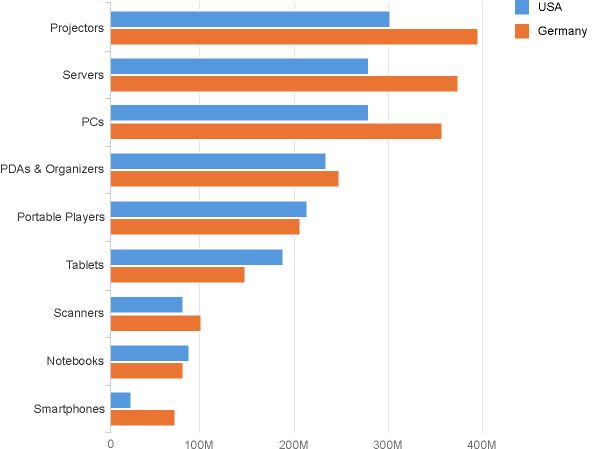 USA
Germany
Projectors
Servers
PCs
PDAs & Organizers
Portable Players
Tablets
Scanners
Notebooks
Smartphones
0 100M 200M 300M 400M